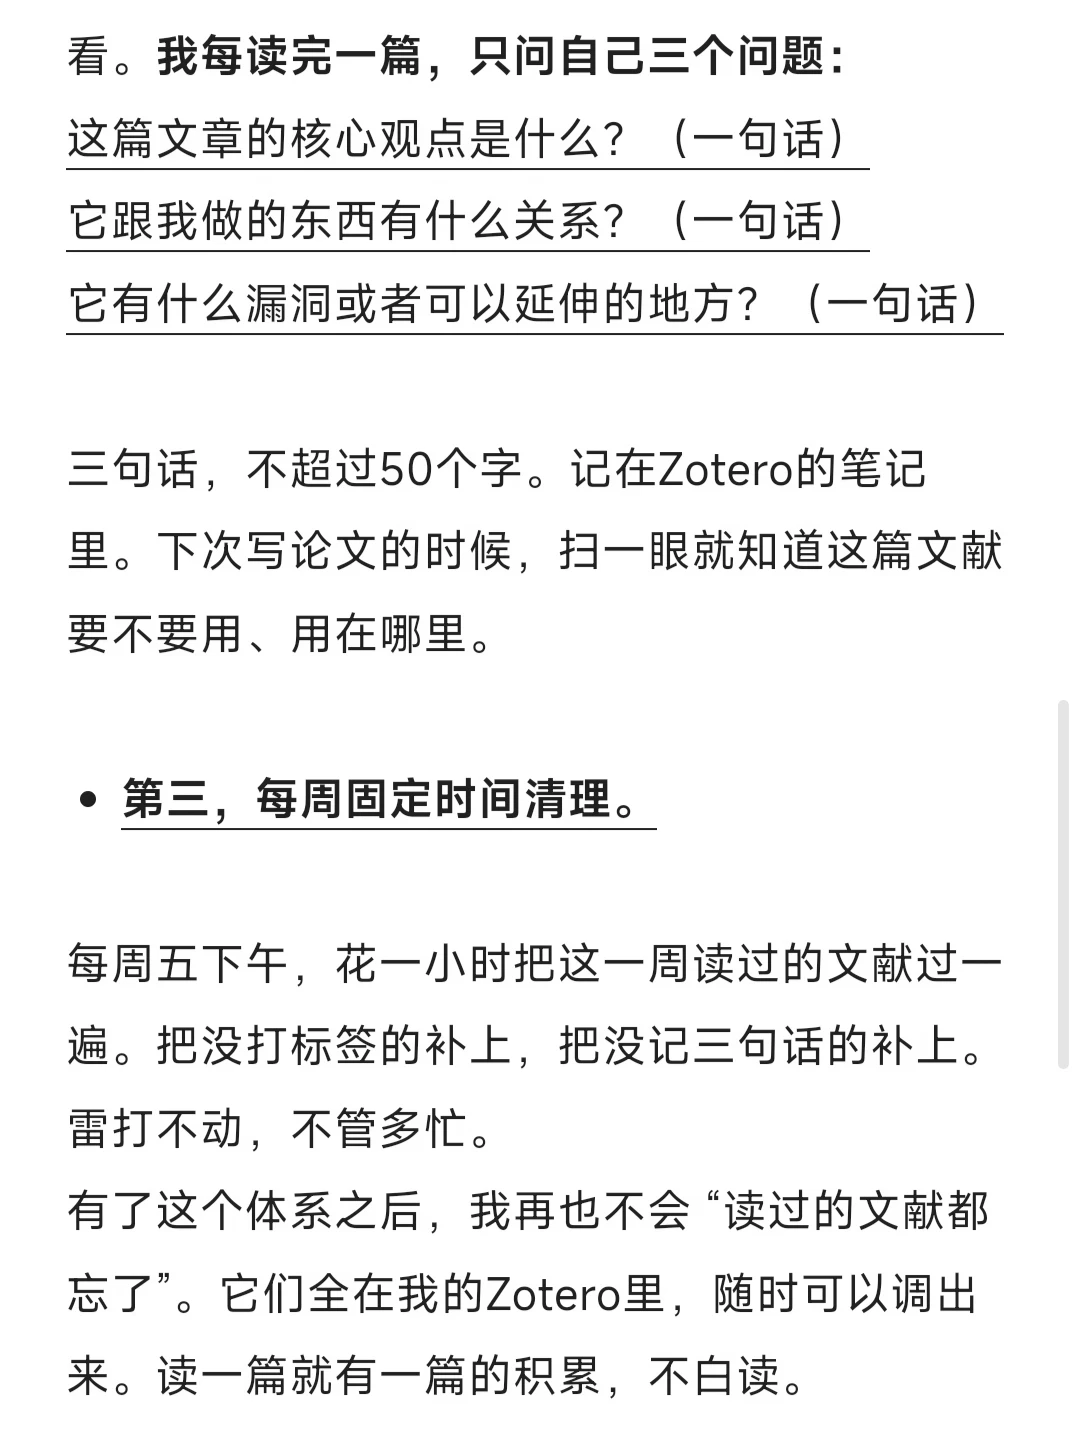 看。我每读完一篇，只问自己三个问题：
这篇文章的核心观点是什么？（一句话）
它跟我做的东西有什么关系？（一句话）
它有什么漏洞或者可以延伸的地方？（一句话）
三句话，不超过50个字。记在Zotero的笔记
里。下次写论文的时候，扫一眼就知道这篇文献
要不要用、用在哪里。
• 第三，每周固定时间清理。
每周五下午，花一小时把这一周读过的文献过一
遍。把没打标签的补上，把没记三句话的补上。
雷打不动，不管多忙。
有了这个体系之后，我再也不会 “读过的文献都
忘了”。它们全在我的Zotero里，随时可以调出
来。读一篇就有一篇的积累，不白读。